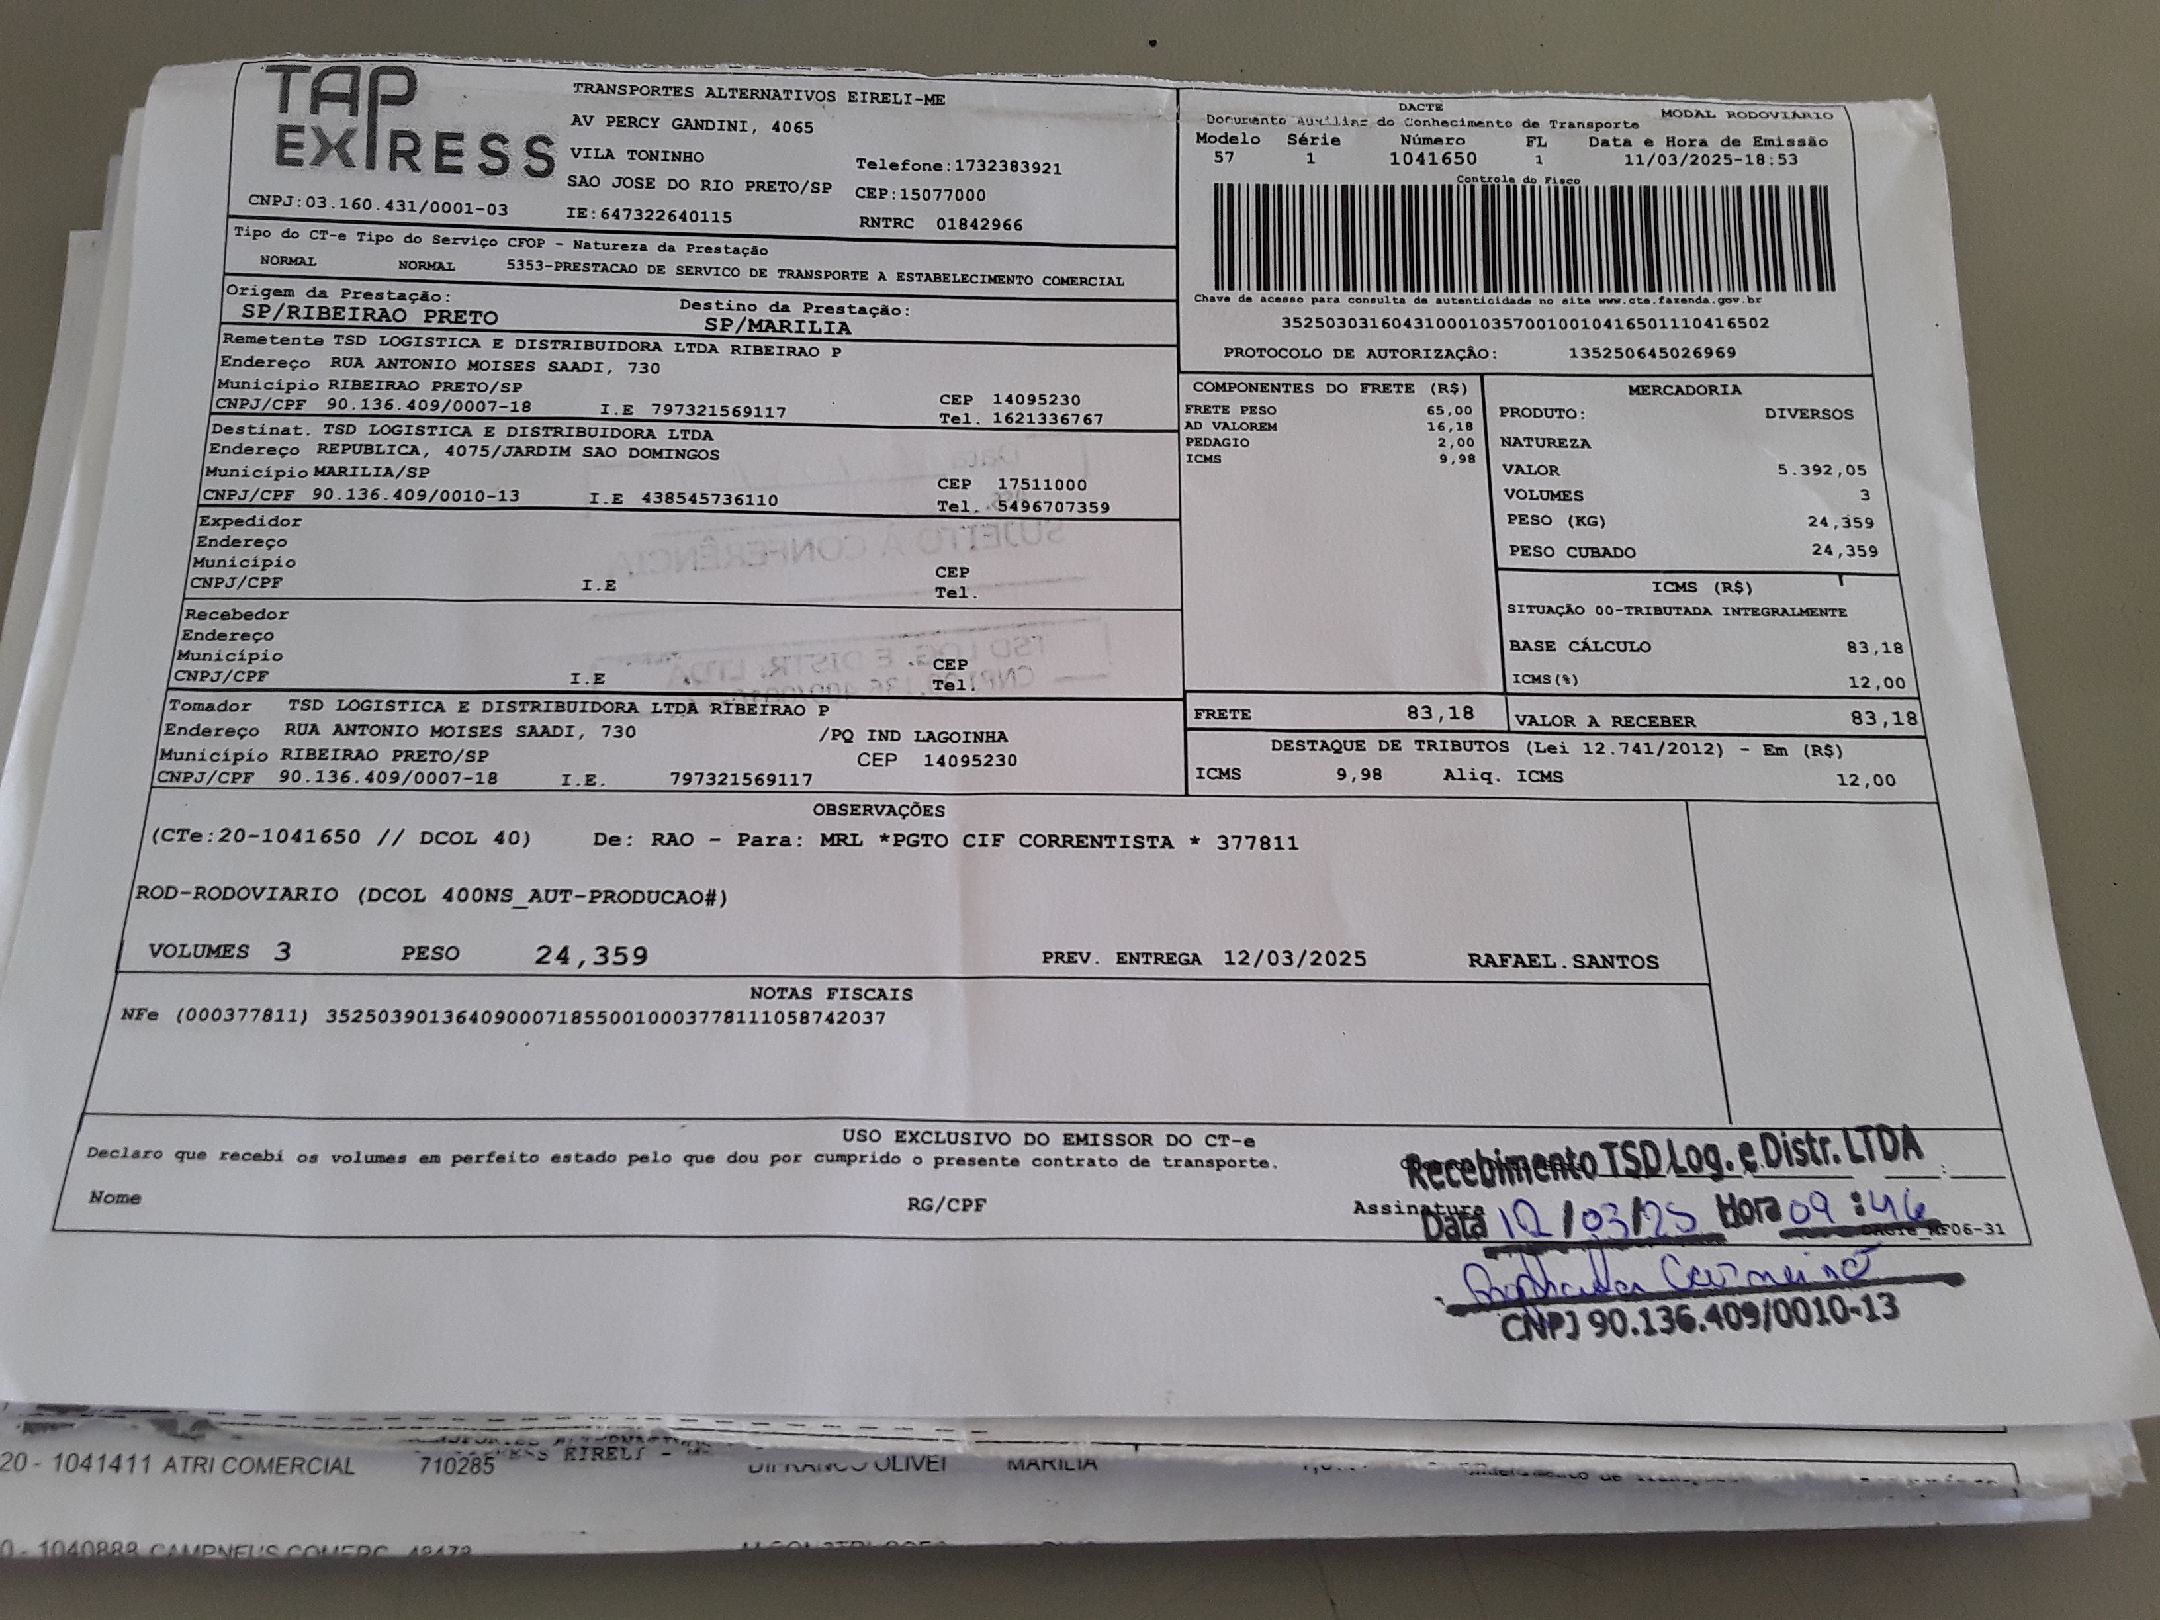 TAP EXPRESS
TRANSPORTES ALTERNATIVOS EIRELI-ME
AV PERCY GANDINI, 4065
VILA TONINHO Telefone:1732383921
SAO JOSE DO RIO PRETO/SP CEP:15077000
CNPJ:03.160.431/0001-03 IE:647322640115 RNTRC 01842966
DACTE MODAL RODOVIARIO
Documento Auxiliar do Conhecimento de Transporte
Modelo Série Número FL Data e Hora de Emissão
57 1 1041650 1 11/03/2025-18:53
Controle do Fisco
Chave de acesso para consulta de autenticidade no site www.cte.fazenda.gov.br
35250303160431000103570010010416501110416502
PROTOCOLO DE AUTORIZAÇÃO: 135250645026969
Tipo do CT-e Tipo do Serviço CFOP - Natureza da Prestação
NORMAL NORMAL 5353-PRESTACAO DE SERVICO DE TRANSPORTE A ESTABELECIMENTO COMERCIAL
Origem da Prestação: Destino da Prestação:
SP/RIBEIRAO PRETO SP/MARILIA
Remetente TSD LOGISTICA E DISTRIBUIDORA LTDA RIBEIRAO P
Endereço RUA ANTONIO MOISES SAADI, 730
Município RIBEIRAO PRETO/SP CEP 14095230
CNPJ/CPF 90.136.409/0007-18 I.E 797321569117 Tel. 1621336767
Destinat. TSD LOGISTICA E DISTRIBUIDORA LTDA
Endereço REPUBLICA, 4075/JARDIM SAO DOMINGOS
Município MARILIA/SP CEP 17511000
CNPJ/CPF 90.136.409/0010-13 I.E 438545736110 Tel. 5496707359
Expedidor
Endereço
Município CEP
CNPJ/CPF I.E Tel.
Recebedor
Endereço
Município CEP
CNPJ/CPF I.E Tel.
Tomador TSD LOGISTICA E DISTRIBUIDORA LTDA RIBEIRAO P
Endereço RUA ANTONIO MOISES SAADI, 730 /PQ IND LAGOINHA
Município RIBEIRAO PRETO/SP CEP 14095230
CNPJ/CPF 90.136.409/0007-18 I.E. 797321569117
COMPONENTES DO FRETE (R$)
FRETE PESO 65,00
AD VALOREM 16,18
PEDAGIO 2,00
ICMS 9,98
MERCADORIA
PRODUTO: DIVERSOS
NATUREZA
VALOR 5.392,05
VOLUMES 3
PESO (KG) 24,359
PESO CUBADO 24,359
ICMS (R$)
SITUAÇÃO 00-TRIBUTADA INTEGRALMENTE
BASE CÁLCULO 83,18
ICMS(%) 12,00
FRETE 83,18 VALOR A RECEBER 83,18
DESTAQUE DE TRIBUTOS (Lei 12.741/2012) - Em (R$)
ICMS 9,98 Aliq. ICMS 12,00
OBSERVAÇÕES
(CTe:20-1041650 // DCOL 40) De: RAO - Para: MRL *PGTO CIF CORRENTISTA * 377811
ROD-RODOVIARIO (DCOL 400NS_AUT-PRODUCAO#)
VOLUMES 3 PESO 24,359 PREV. ENTREGA 12/03/2025 RAFAEL.SANTOS
NOTAS FISCAIS
NFe (000377811) 35250390136409000718550010003778111058742037
USO EXCLUSIVO DO EMISSOR DO CT-e
Declaro que recebi os volumes em perfeito estado pelo que dou por cumprido o presente contrato de transporte.
Nome RG/CPF Assinatura
Recebimento TSD Log. e Distr. LTDA
Data 12/03/25 Hora 09:46
CNPJ 90.136.409/0010-13
20 - 1041411 ATRI COMERCIAL 710285 MARILIA